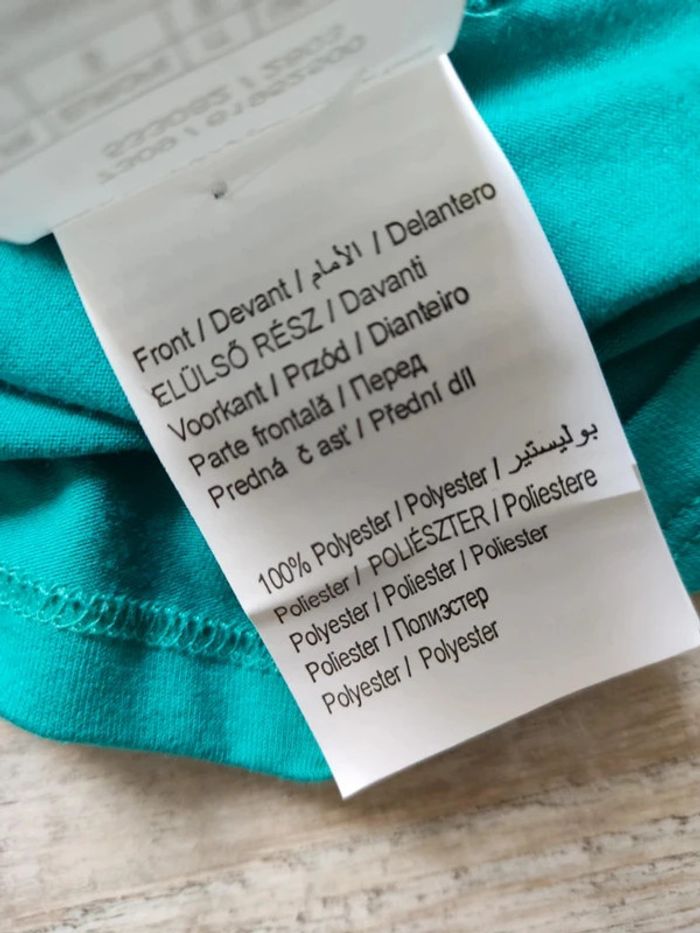 Front / Devant / الأمام / Delantero
ELÜLSŐ RÉSZ / Davanti
Voorkant / Przód / Dianteiro
Parte frontală / Перед
Predná č asť / Přední díl
100% Polyester / Polyester / بوليستير
Poliester / POLIÉSZTER / Poliestere
Polyester / Poliester / Poliester
Poliester / Полиэстер
Polyester / Polyester